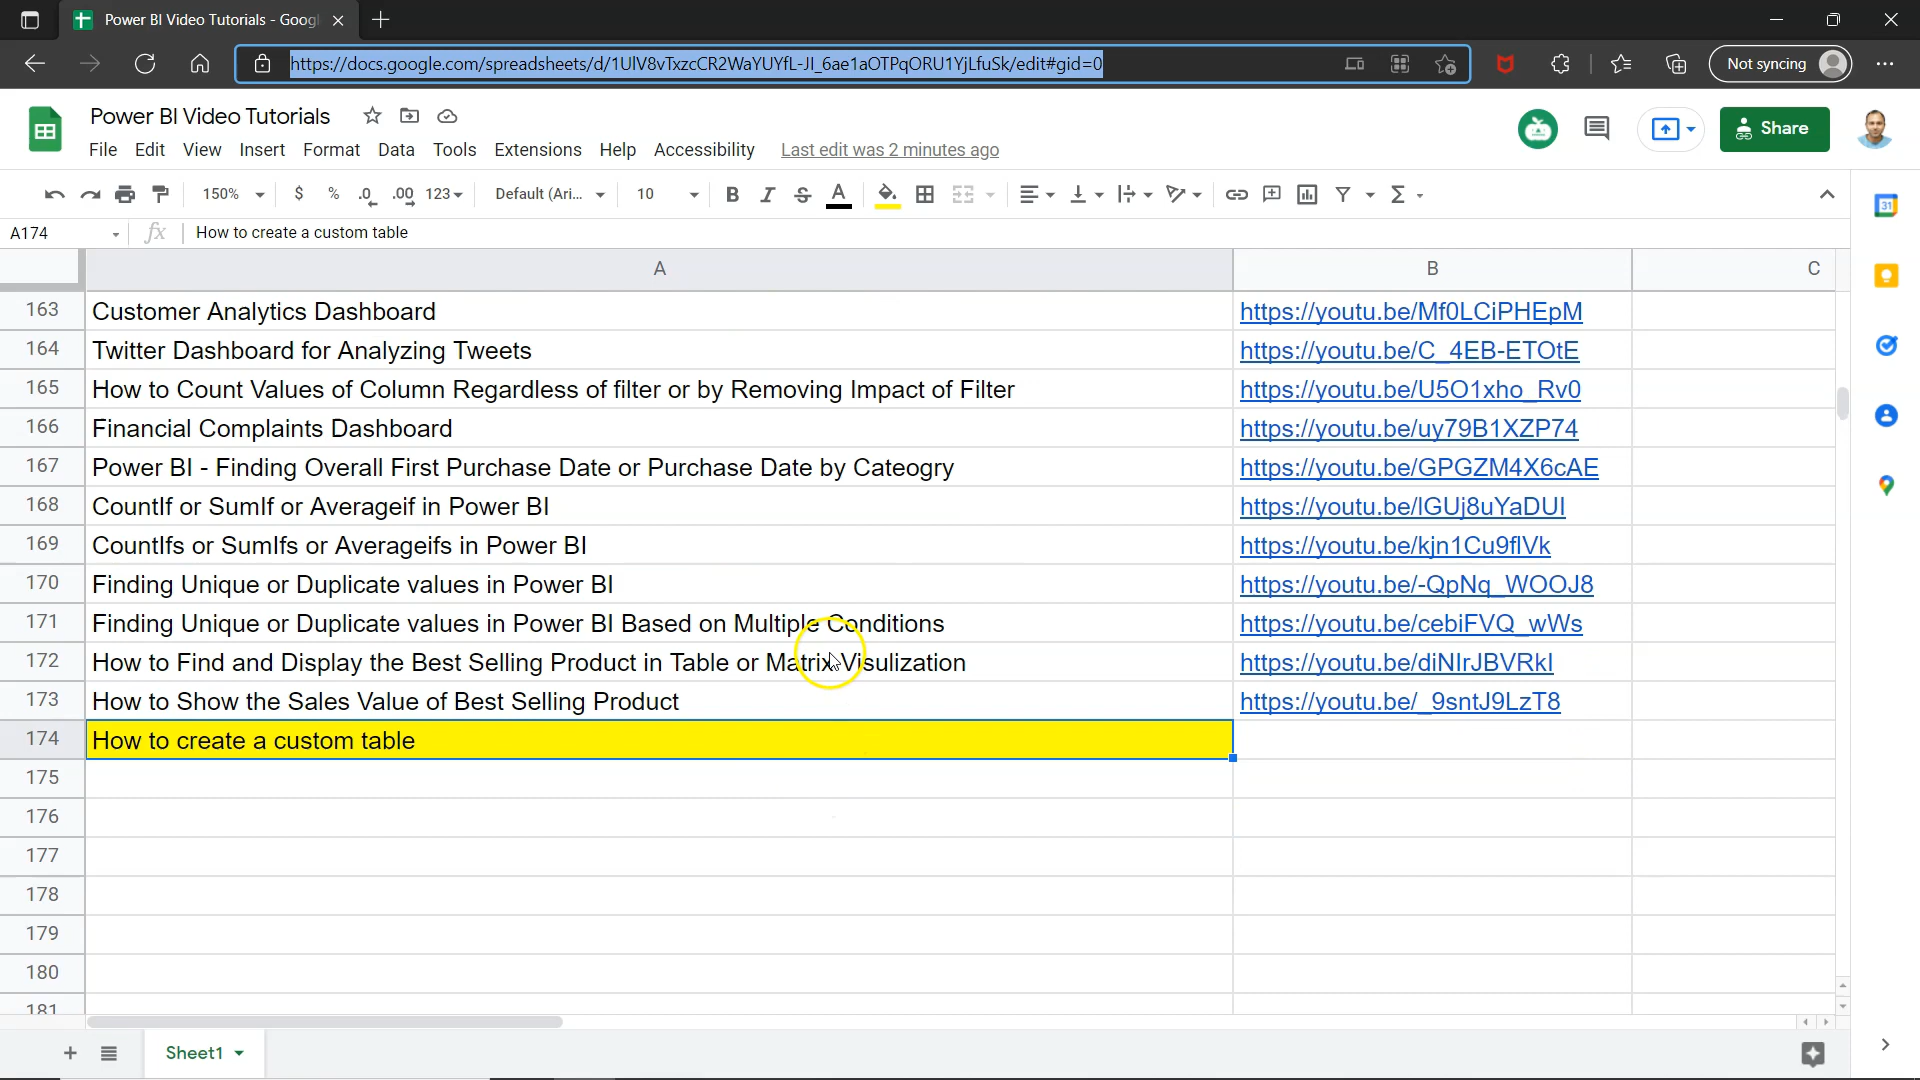 Power BI Video Tutorials - Goog
https://docs.google.com/spreadsheets/d/1UlV8vTxzcCR2WaYUYfL-JI_6ae1aOTPqORU1YjLfuSk/edit#gid=0
Not syncing
Power BI Video Tutorials
File Edit View Insert Format Data Tools Extensions Help Accessibility Last edit was 2 minutes ago
Share
150% $ % .0 .00 123 Default (Ari... 10 B I S A Σ
31
A174 fx How to create a custom table
A B C
163 Customer Analytics Dashboard https://youtu.be/Mf0LCiPHEpM
164 Twitter Dashboard for Analyzing Tweets https://youtu.be/C_4EB-ETOtE
165 How to Count Values of Column Regardless of filter or by Removing Impact of Filter https://youtu.be/U5O1xho_Rv0
166 Financial Complaints Dashboard https://youtu.be/uy79B1XZP74
167 Power BI - Finding Overall First Purchase Date or Purchase Date by Cateogry https://youtu.be/GPGZM4X6cAE
168 CountIf or SumIf or Averageif in Power BI https://youtu.be/IGUj8uYaDUI
169 CountIfs or SumIfs or Averageifs in Power BI https://youtu.be/kjn1Cu9flVk
170 Finding Unique or Duplicate values in Power BI https://youtu.be/-QpNq_WOOJ8
171 Finding Unique or Duplicate values in Power BI Based on Multiple Conditions https://youtu.be/cebiFVQ_wWs
172 How to Find and Display the Best Selling Product in Table or Matrix Visulization https://youtu.be/diNIrJBVRkI
173 How to Show the Sales Value of Best Selling Product https://youtu.be/_9sntJ9LzT8
174 How to create a custom table
175
176
177
178
179
180
181
Sheet1